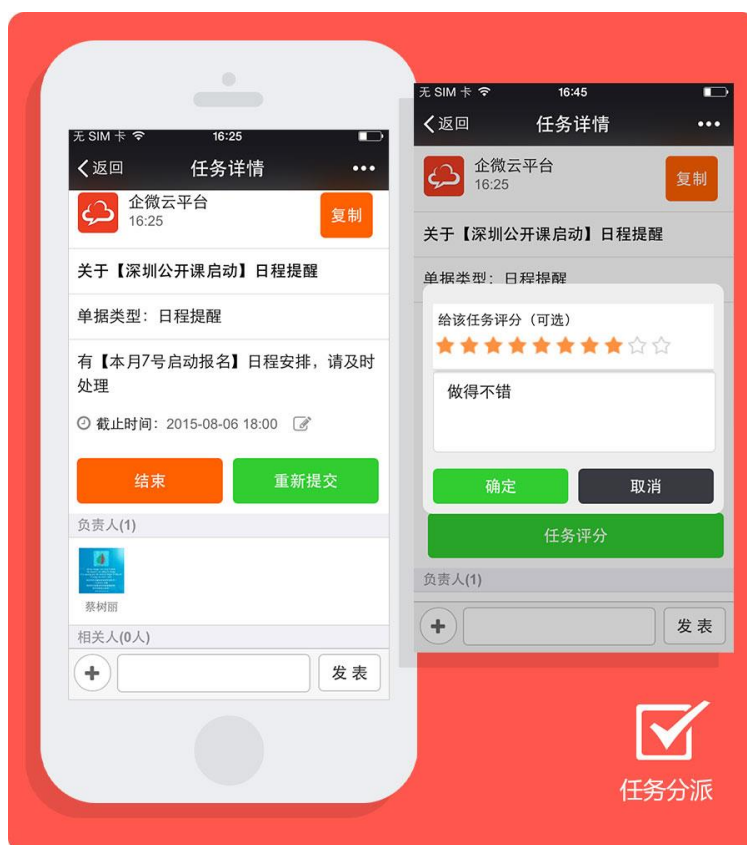 无 SIM 卡 16:25
返回 任务详情
企微云平台
16:25
复制
关于【深圳公开课启动】日程提醒
单据类型：日程提醒
有【本月7号启动报名】日程安排，请及时
处理
截止时间：2015-08-06 18:00
结束 重新提交
负责人(1)
蔡树丽
相关人(0人)
发 表
无 SIM 卡 16:45
返回 任务详情
企微云平台
16:25
复制
关于【深圳公开课启动】日程提醒
单据类型：日程提醒
给该任务评分（可选）
做得不错
确定 取消
任务评分
负责人(1)
发 表
任务分派